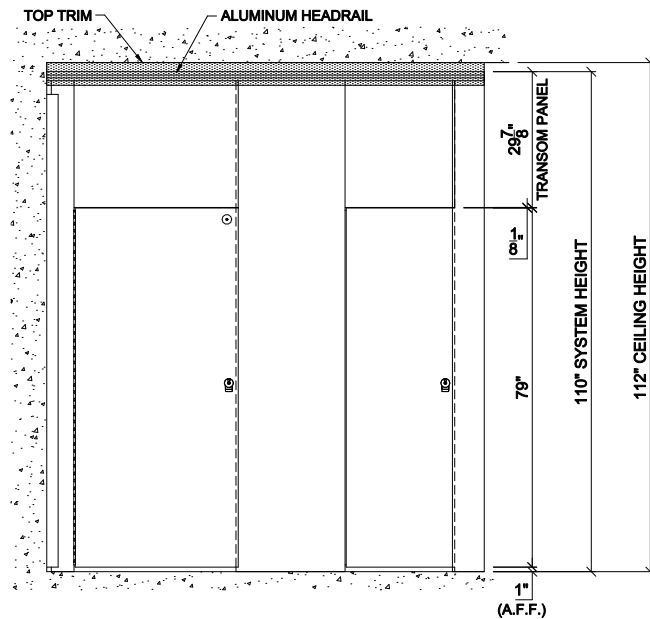 TOP TRIM
ALUMINUM HEADRAIL
29 7/8"
TRANSOM PANEL
1/8"
79"
110" SYSTEM HEIGHT
112" CEILING HEIGHT
1"
(A.F.F.)